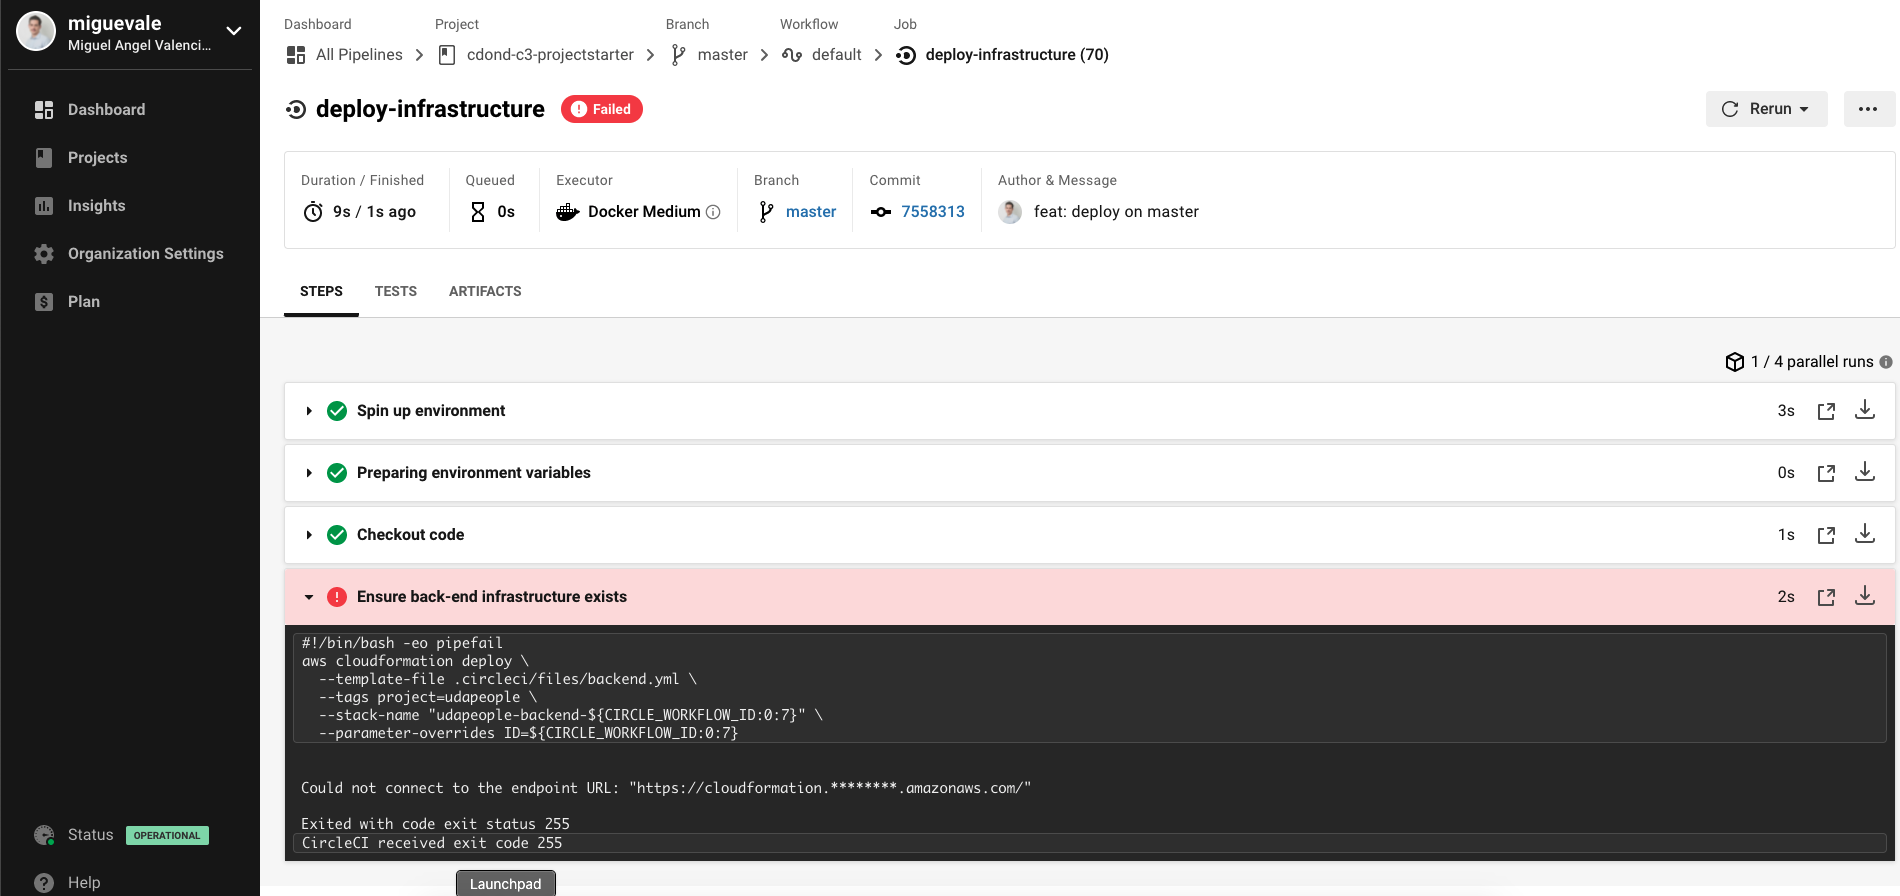 miguevale
Miguel Angel Valenci...
Dashboard
Projects
Insights
Organization Settings
Plan
Status OPERATIONAL
Help
Dashboard Project Branch Workflow Job
All Pipelines cdond-c3-projectstarter master default deploy-infrastructure (70)
deploy-infrastructure Failed
Rerun
Duration / Finished Queued Executor Branch Commit Author & Message
9s / 1s ago 0s Docker Medium master 7558313 feat: deploy on master
STEPS TESTS ARTIFACTS
1 / 4 parallel runs
Spin up environment 3s
Preparing environment variables 0s
Checkout code 1s
Ensure back-end infrastructure exists 2s
#!/bin/bash -eo pipefail
aws cloudformation deploy \
--template-file .circleci/files/backend.yml \
--tags project=udapeople \
--stack-name "udapeople-backend-${CIRCLE_WORKFLOW_ID:0:7}" \
--parameter-overrides ID=${CIRCLE_WORKFLOW_ID:0:7}
Could not connect to the endpoint URL: "https://cloudformation.********.amazonaws.com/"
Exited with code exit status 255
CircleCI received exit code 255
Launchpad